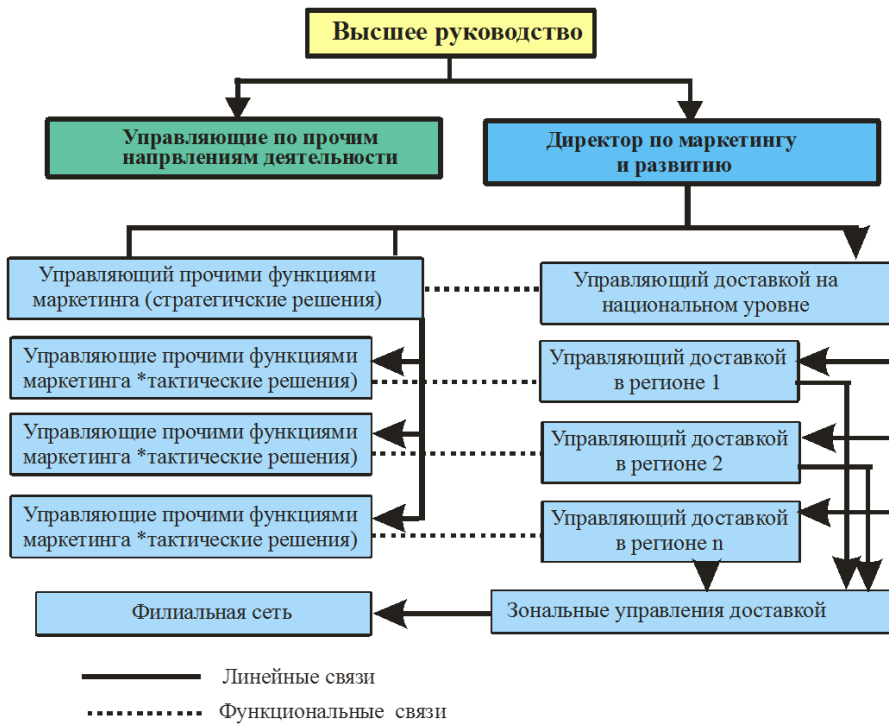 Высшее руководство
Управляющие по прочим
напрвлениям деятельности
Директор по маркетингу
и развитию
Управляющий прочими функциями
маркетинга (стратегичские решения)
Управляющий доставкой на
национальном уровне
Управляющие прочими функциями
маркетинга *тактические решения)
Управляющий доставкой
в регионе 1
Управляющие прочими функциями
маркетинга *тактические решения)
Управляющий доставкой
в регионе 2
Управляющие прочими функциями
маркетинга *тактические решения)
Управляющий доставкой
в регионе n
Филиальная сеть
Зональные управления доставкой
Линейные связи
Функциональные связи